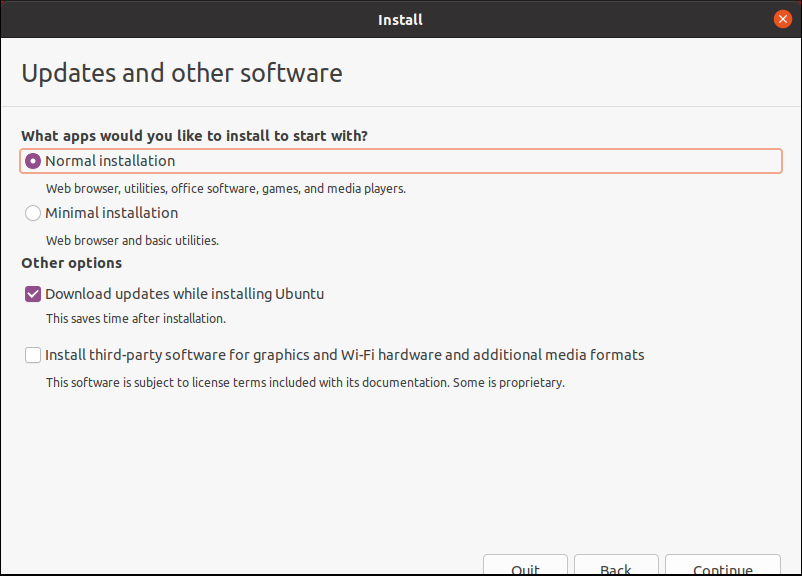 Install
Updates and other software
What apps would you like to install to start with?
Normal installation
Web browser, utilities, office software, games, and media players.
Minimal installation
Web browser and basic utilities.
Other options
Download updates while installing Ubuntu
This saves time after installation.
Install third-party software for graphics and Wi-Fi hardware and additional media formats
This software is subject to license terms included with its documentation. Some is proprietary.
Quit Back Continue